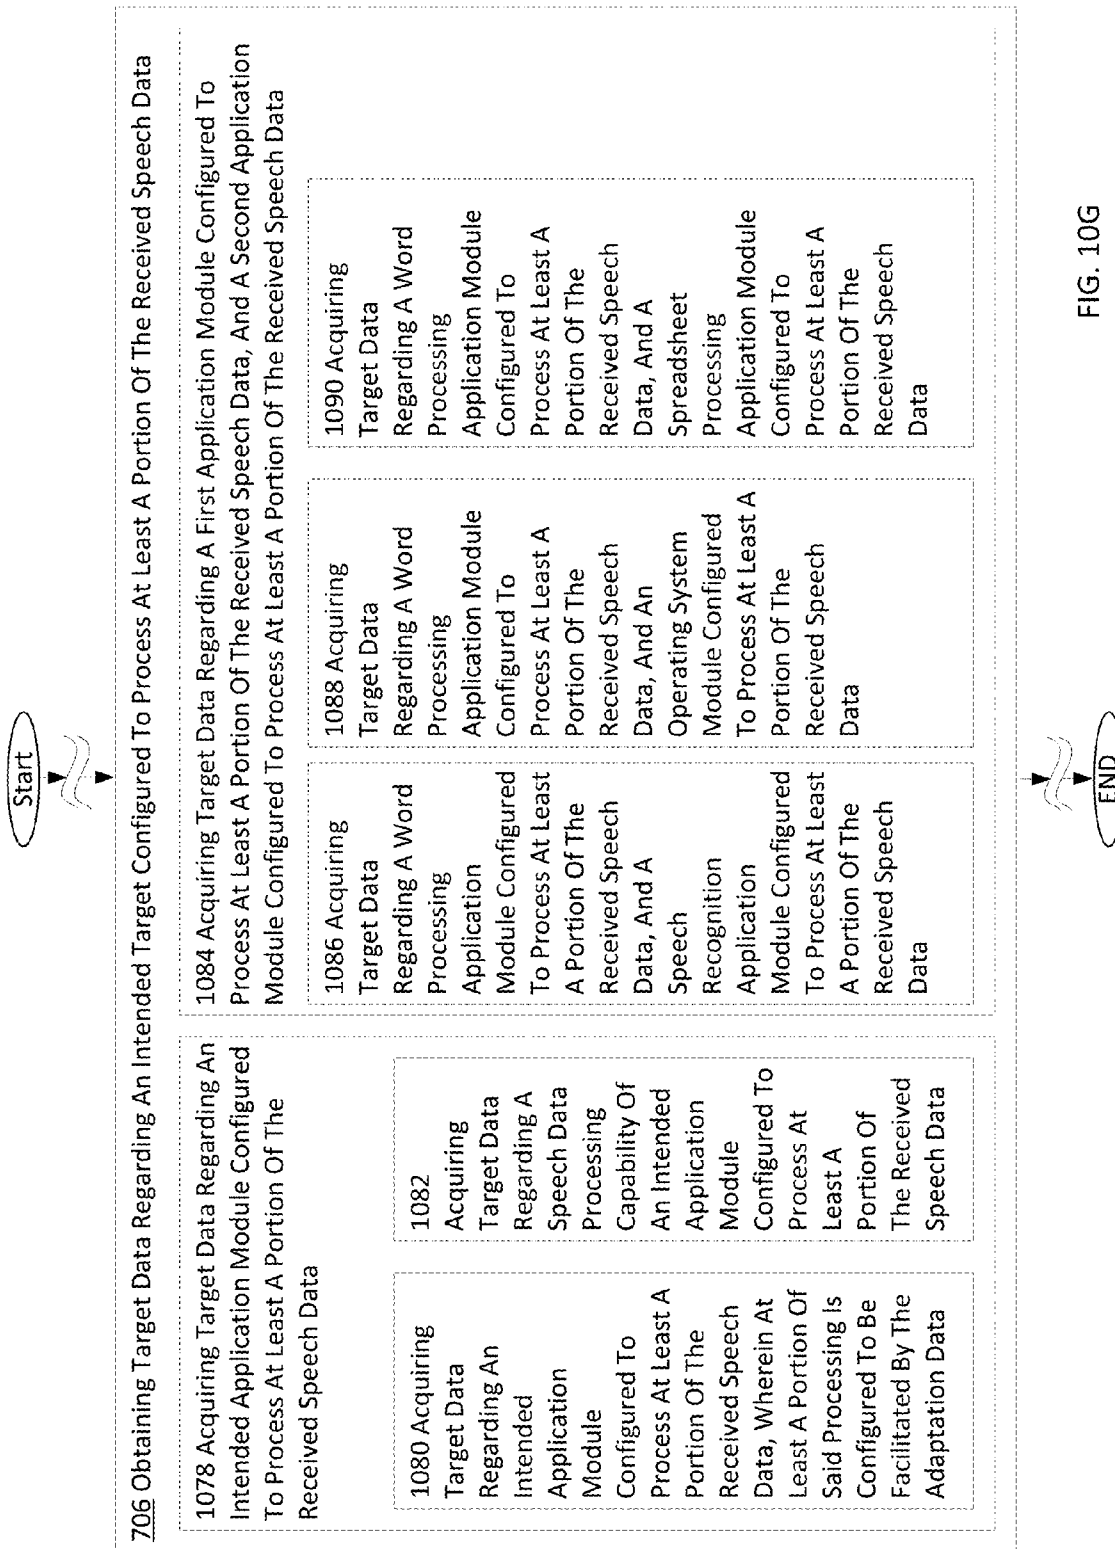 Start
706 Obtaining Target Data Regarding An Intended Target Configured To Process At Least A Portion Of The Received Speech Data
1078 Acquiring Target Data Regarding An
Intended Application Module Configured
To Process At Least A Portion Of The
Received Speech Data
1080 Acquiring
Target Data
Regarding An
Intended
Application
Module
Configured To
Process At Least A
Portion Of The
Received Speech
Data, Wherein At
Least A Portion Of
Said Processing Is
Configured To Be
Facilitated By The
Adaptation Data
1082
Acquiring
Target Data
Regarding A
Speech Data
Processing
Capability Of
An Intended
Application
Module
Configured To
Process At
Least A
Portion Of
The Received
Speech Data
1084 Acquiring Target Data Regarding A First Application Module Configured To
Process At Least A Portion Of The Received Speech Data, And A Second Application
Module Configured To Process At Least A Portion Of The Received Speech Data
1086 Acquiring
Target Data
Regarding A Word
Processing
Application
Module Configured
To Process At Least
A Portion Of The
Received Speech
Data, And A
Speech
Recognition
Application
Module Configured
To Process At Least
A Portion Of The
Received Speech
Data
1088 Acquiring
Target Data
Regarding A Word
Processing
Application Module
Configured To
Process At Least A
Portion Of The
Received Speech
Data, And An
Operating System
Module Configured
To Process At Least A
Portion Of The
Received Speech
Data
1090 Acquiring
Target Data
Regarding A Word
Processing
Application Module
Configured To
Process At Least A
Portion Of The
Received Speech
Data, And A
Spreadsheet
Processing
Application Module
Configured To
Process At Least A
Portion Of The
Received Speech
Data
END
FIG. 10G